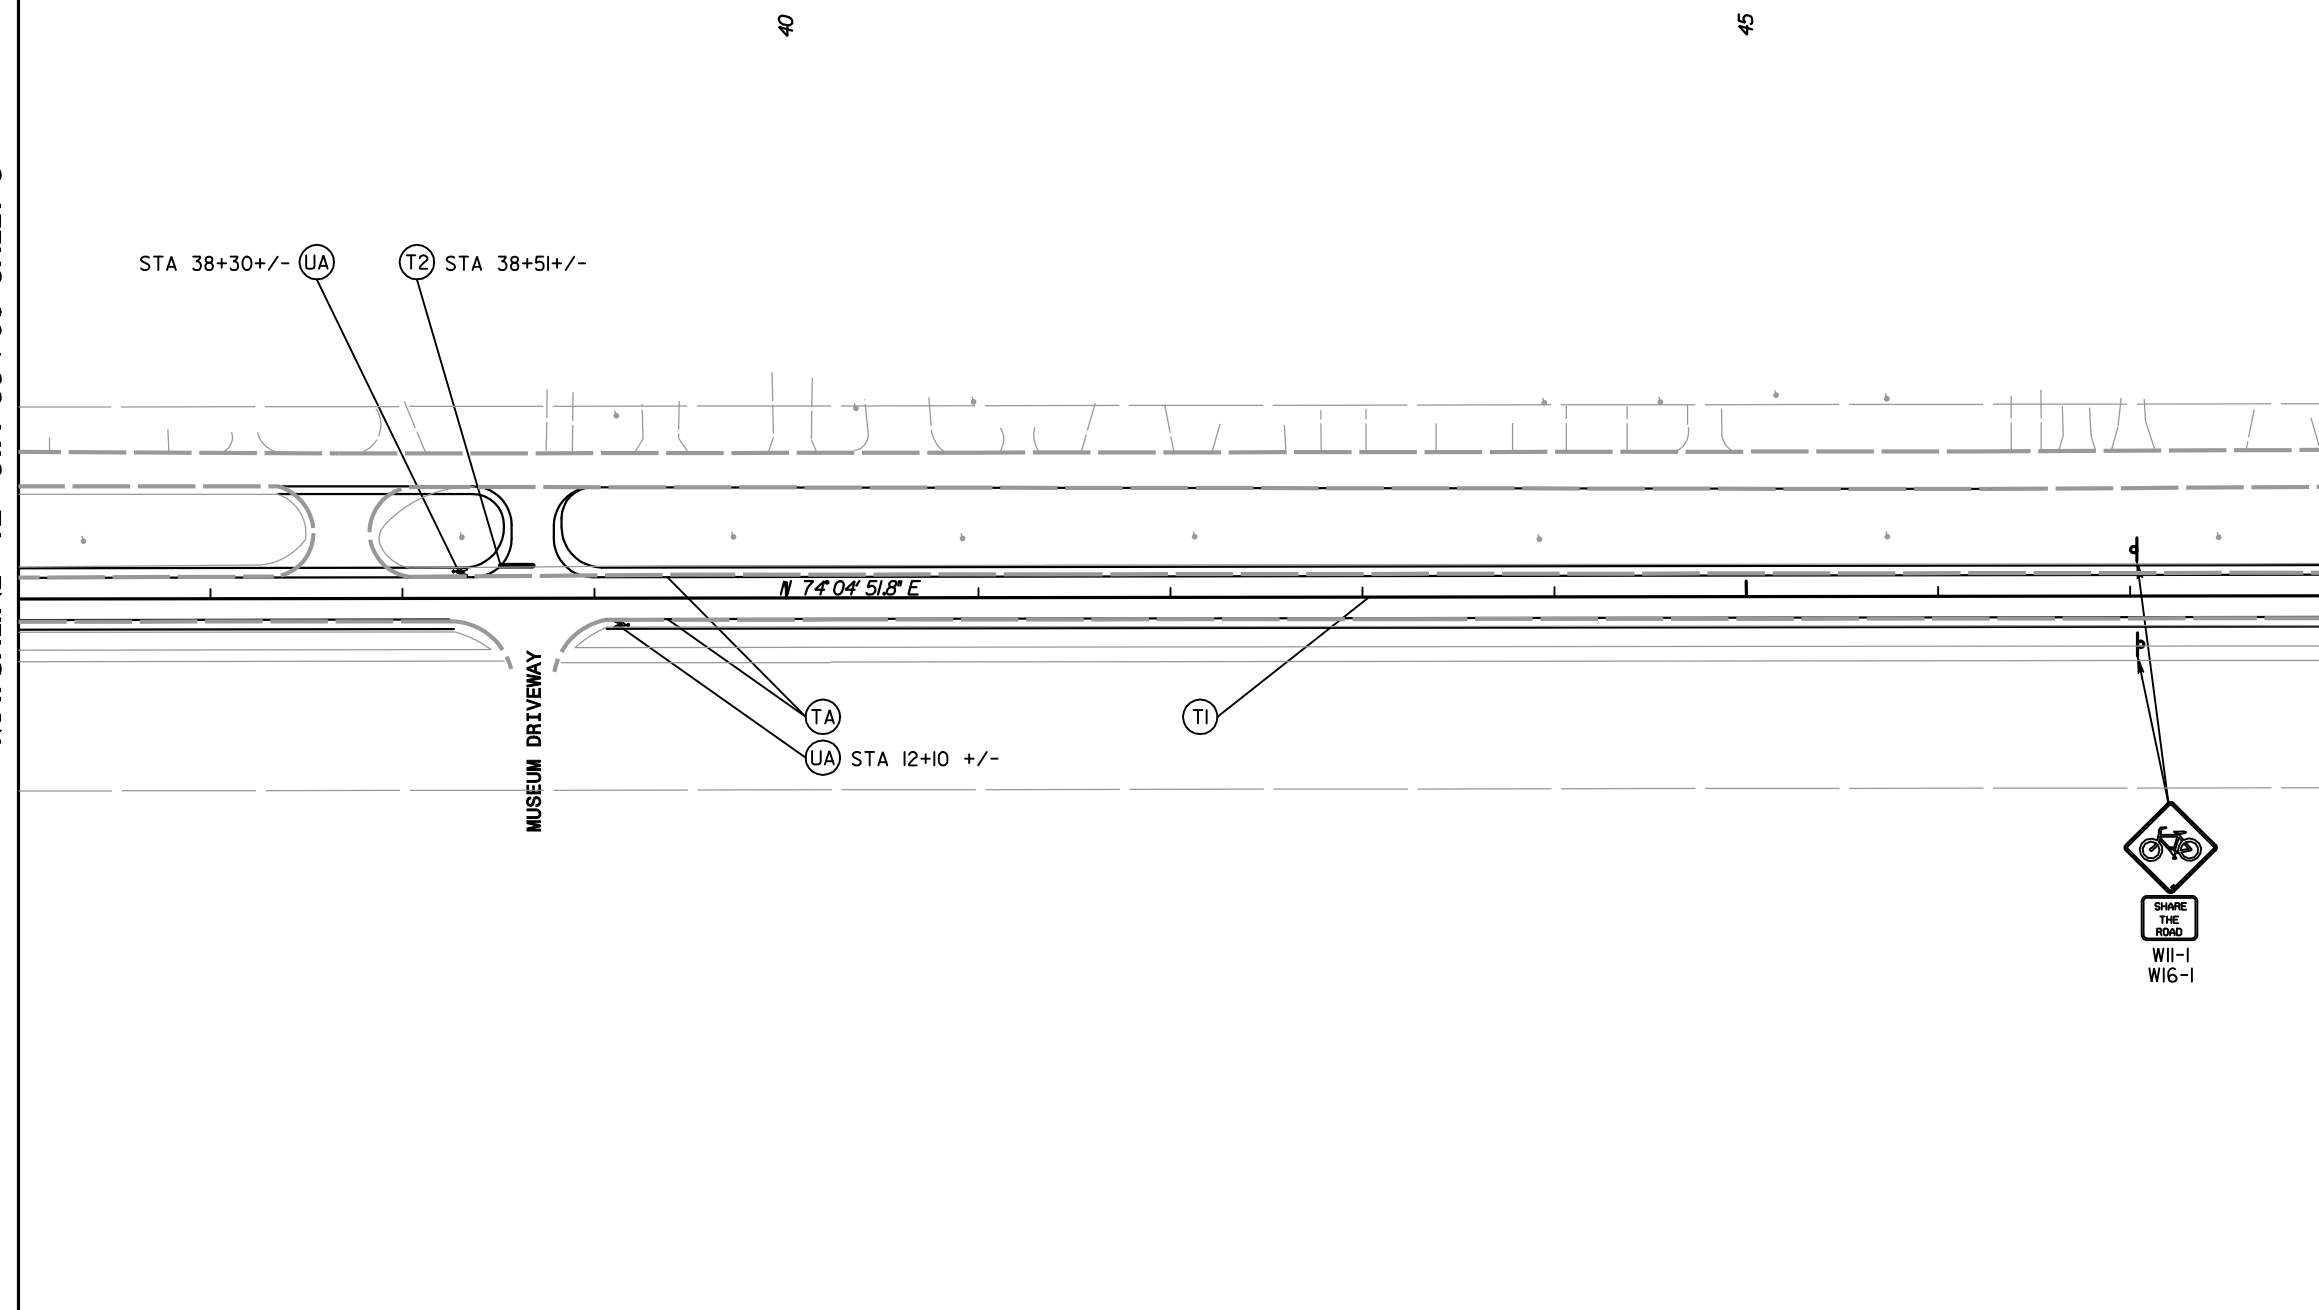 40
45
STA 38+30+/- UA
T2 STA 38+51+/-
N 74° 04' 51.8" E
MUSEUM DRIVEWAY
TA
T1
UA STA 12+10 +/-
SHARE
THE
ROAD
W11-1
W16-1